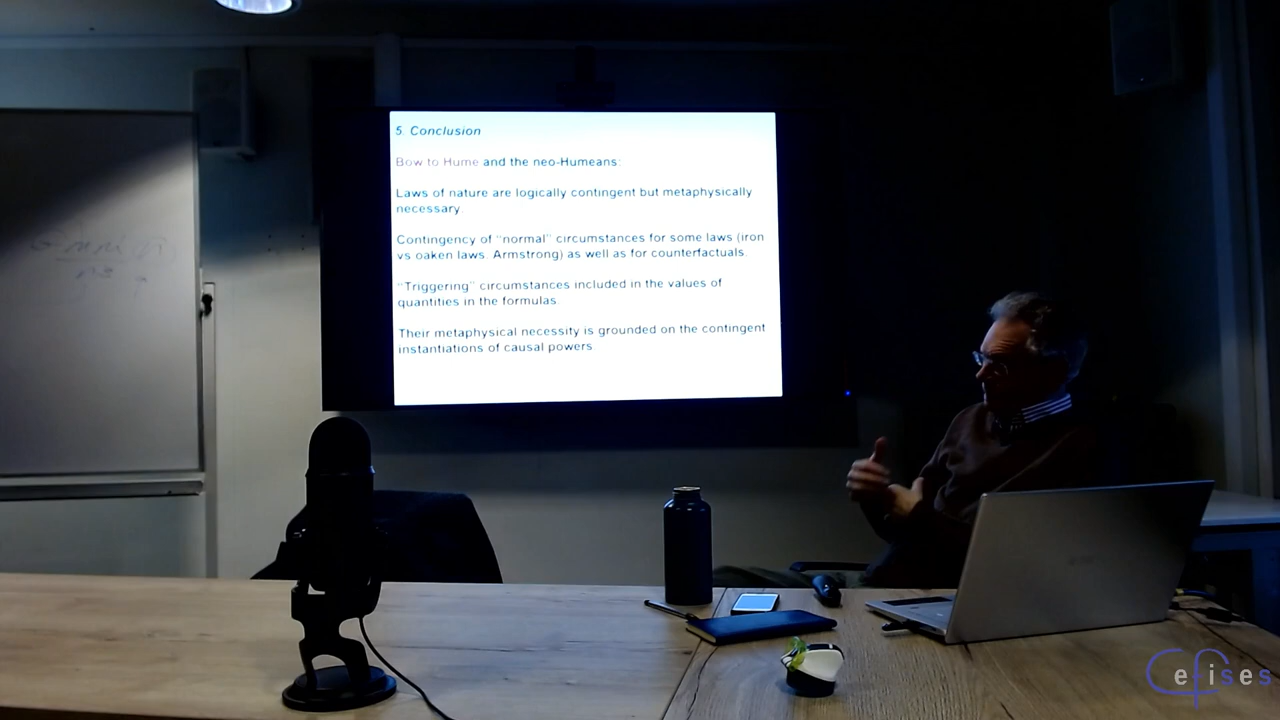 5. Conclusion
Bow to Hume and the neo-Humeans:
Laws of nature are logically contingent but metaphysically
necessary.
Contingency of "normal" circumstances for some laws (iron
vs oaken laws. Armstrong) as well as for counterfactuals.
"Triggering" circumstances included in the values of
quantities in the formulas.
Their metaphysical necessity is grounded on the contingent
instantiations of causal powers.
Cefises